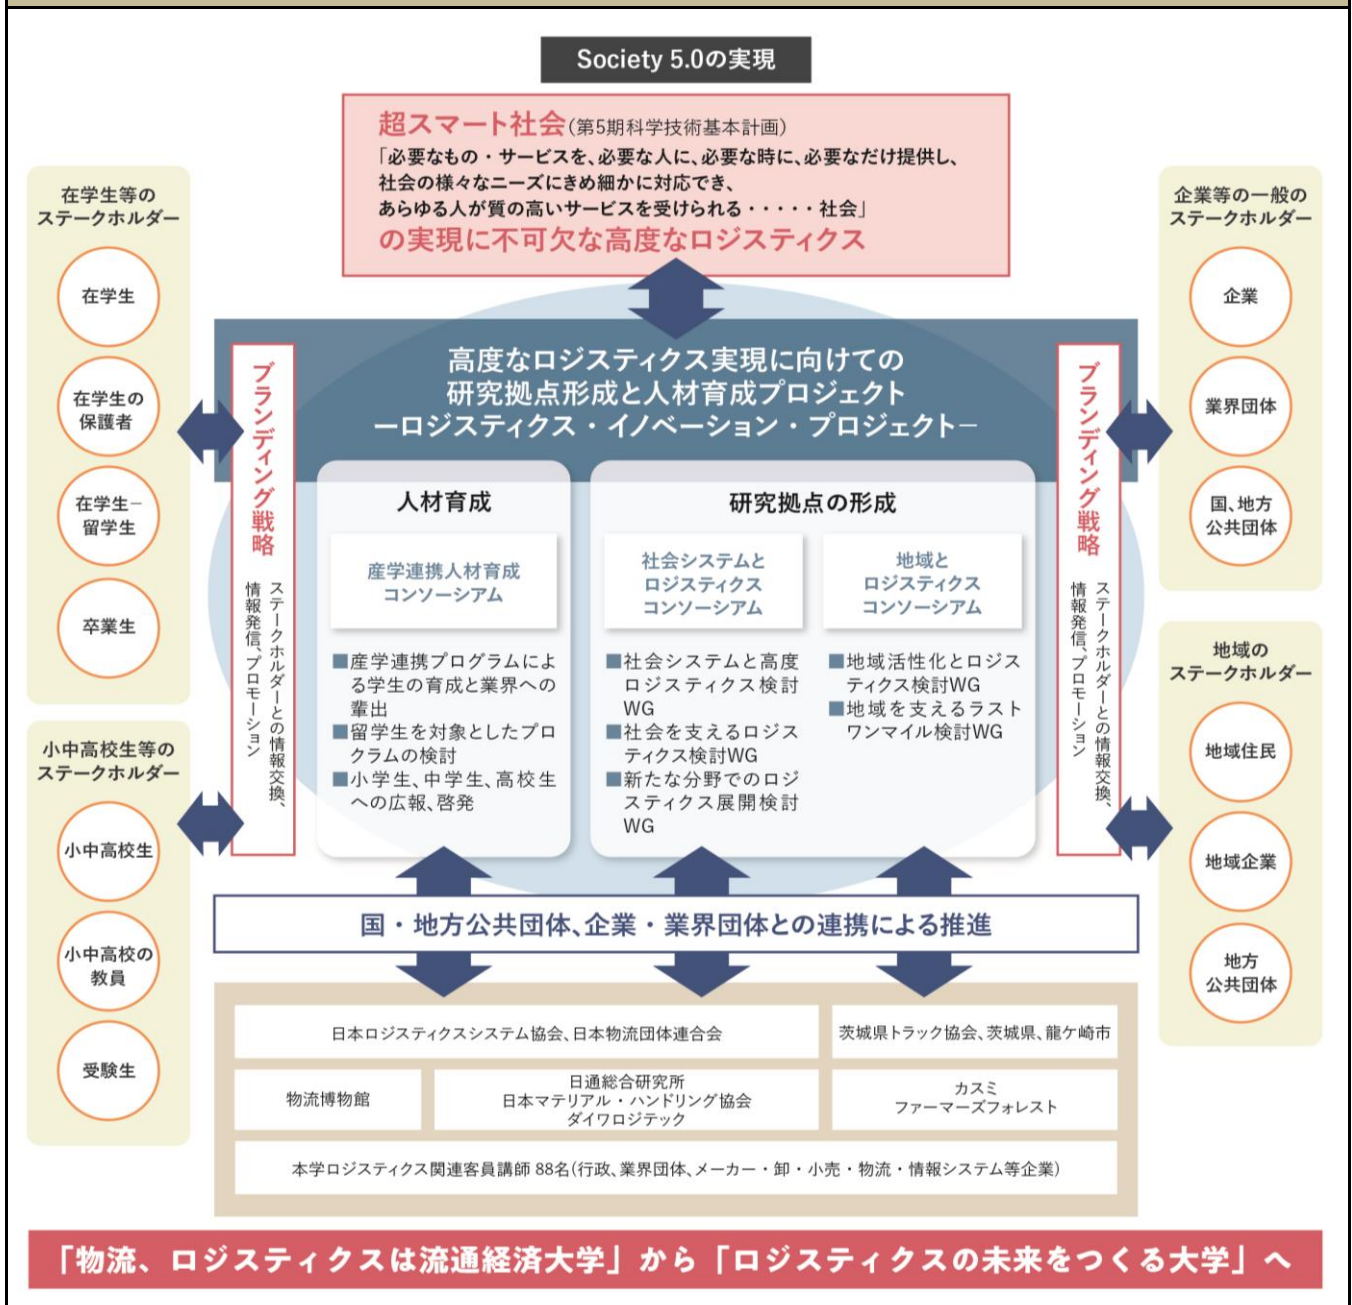 Society 5.0の実現
超スマート社会(第5期科学技術基本計画)
「必要なもの・サービスを、必要な人に、必要な時に、必要なだけ提供し、
社会の様々なニーズにきめ細かに対応でき、
あらゆる人が質の高いサービスを受けられる・・・・・社会」
の実現に不可欠な高度なロジスティクス
在学生等の
ステークホルダー
在学生
在学生の
保護者
在学生－
留学生
卒業生
小中高校生等の
ステークホルダー
小中高校生
小中高校の
教員
受験生
ブランディング戦略
ステークホルダーとの情報交換、
情報発信、プロモーション
高度なロジスティクス実現に向けての
研究拠点形成と人材育成プロジェクト
ーロジスティクス・イノベーション・プロジェクトー
人材育成
産学連携人材育成
コンソーシアム
■産学連携プログラムによ
る学生の育成と業界への
輩出
■留学生を対象としたプロ
グラムの検討
■小学生、中学生、高校生
への広報、啓発
研究拠点の形成
社会システムと
ロジスティクス
コンソーシアム
■社会システムと高度
ロジスティクス検討
WG
■社会を支えるロジス
ティクス検討WG
■新たな分野でのロジ
スティクス展開検討
WG
地域と
ロジスティクス
コンソーシアム
■地域活性化とロジス
ティクス検討WG
■地域を支えるラスト
ワンマイル検討WG
ブランディング戦略
ステークホルダーとの情報交換、
情報発信、プロモーション
企業等の一般の
ステークホルダー
企業
業界団体
国、地方
公共団体
地域の
ステークホルダー
地域住民
地域企業
地方
公共団体
国・地方公共団体、企業・業界団体との連携による推進
日本ロジスティクスシステム協会、日本物流団体連合会
茨城県トラック協会、茨城県、龍ケ崎市
物流博物館
日通総合研究所
日本マテリアル・ハンドリング協会
ダイワロジテック
カスミ
ファーマーズフォレスト
本学ロジスティクス関連客員講師 88名(行政、業界団体、メーカー・卸・小売・物流・情報システム等企業)
「物流、ロジスティクスは流通経済大学」から「ロジスティクスの未来をつくる大学」へ